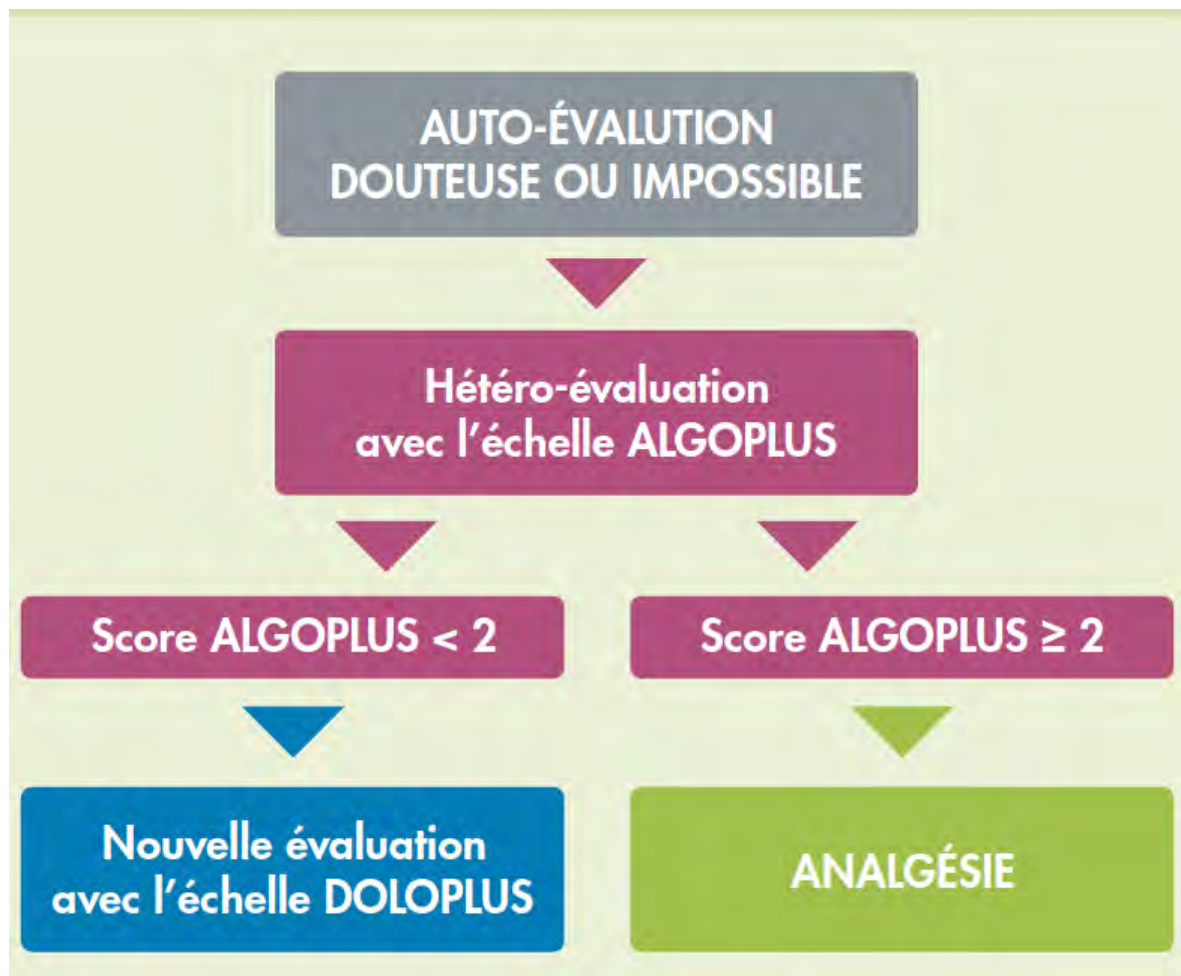 AUTO-ÉVALUTION
DOUTEUSE OU IMPOSSIBLE
Hétéro-évaluation
avec l'échelle ALGOPLUS
Score ALGOPLUS < 2
Score ALGOPLUS ≥ 2
Nouvelle évaluation
avec l'échelle DOLOPLUS
ANALGÉSIE